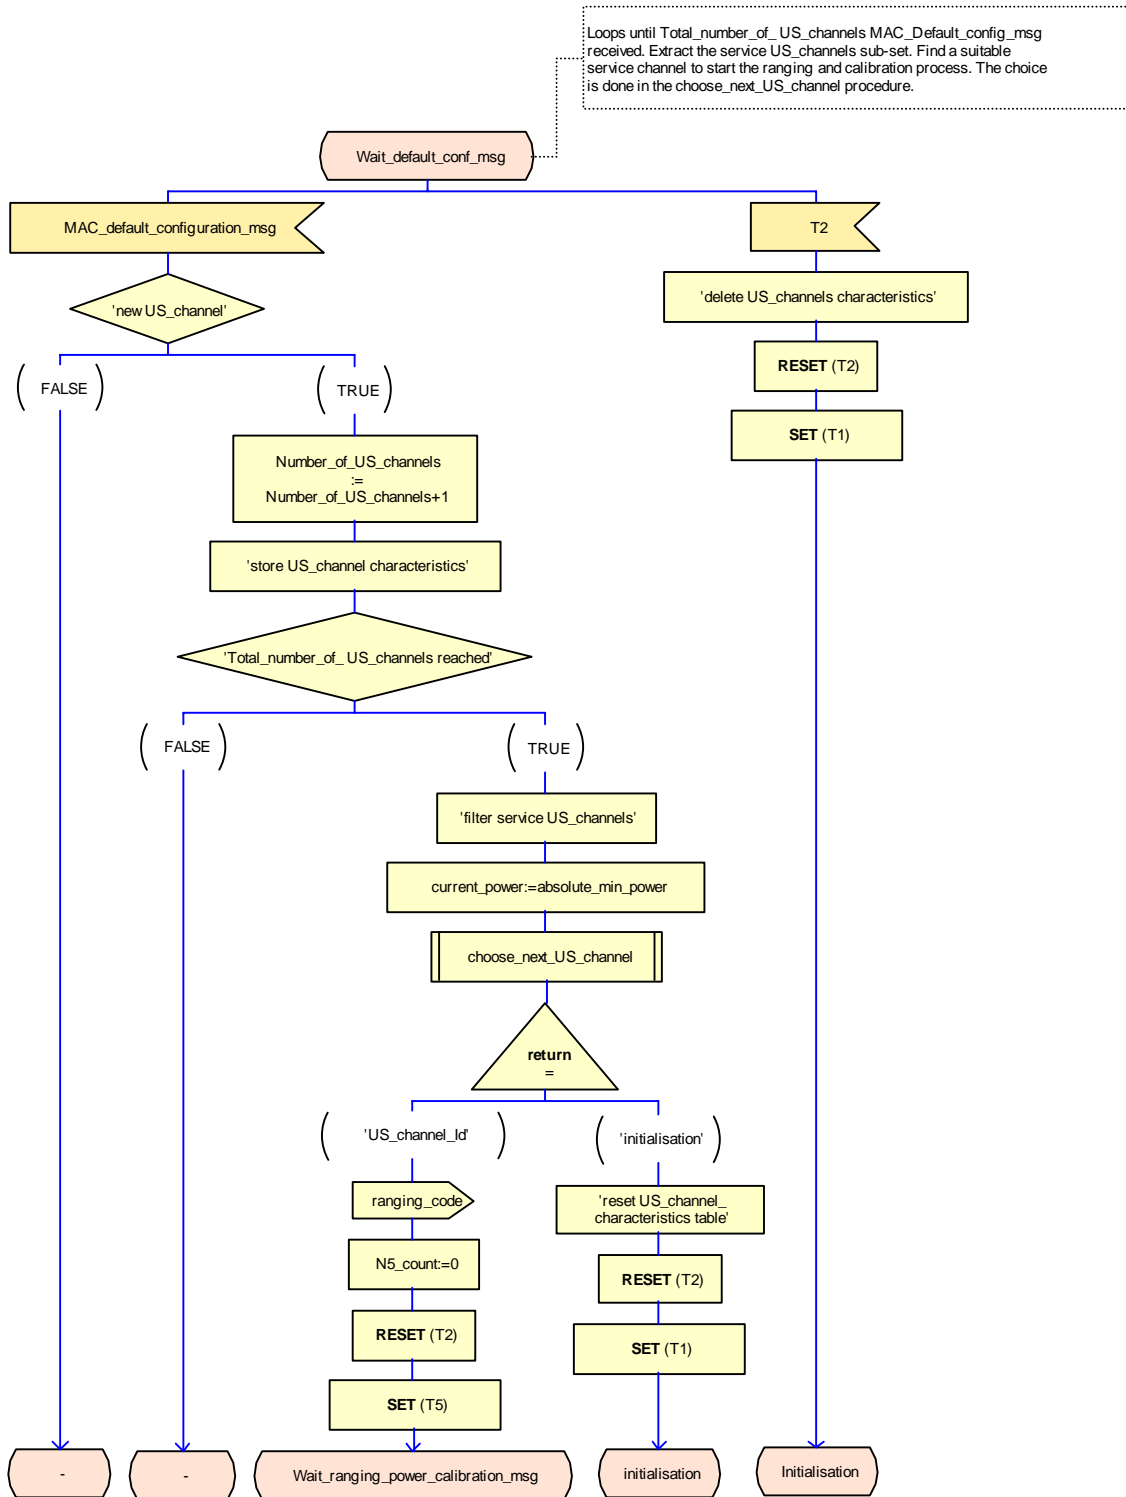 Loops until Total_number_of_ US_channels MAC_Default_config_msg
received. Extract the service US_channels sub-set. Find a suitable
service channel to start the ranging and calibration process. The choice
is done in the choose_next_US_channel procedure.
Wait_default_conf_msg
MAC_default_configuration_msg
T2
'new US_channel'
'delete US_channels characteristics'
RESET (T2)
SET (T1)
( FALSE )
( TRUE )
Number_of_US_channels
:=
Number_of_US_channels+1
'store US_channel characteristics'
'Total_number_of_ US_channels reached'
( FALSE )
( TRUE )
'filter service US_channels'
current_power:=absolute_min_power
choose_next_US_channel
return
=
( 'US_channel_Id' )
( 'initialisation' )
ranging_code
N5_count:=0
RESET (T2)
SET (T5)
'reset US_channel_
characteristics table'
RESET (T2)
SET (T1)
-
-
Wait_ranging_power_calibration_msg
initialisation
Initialisation